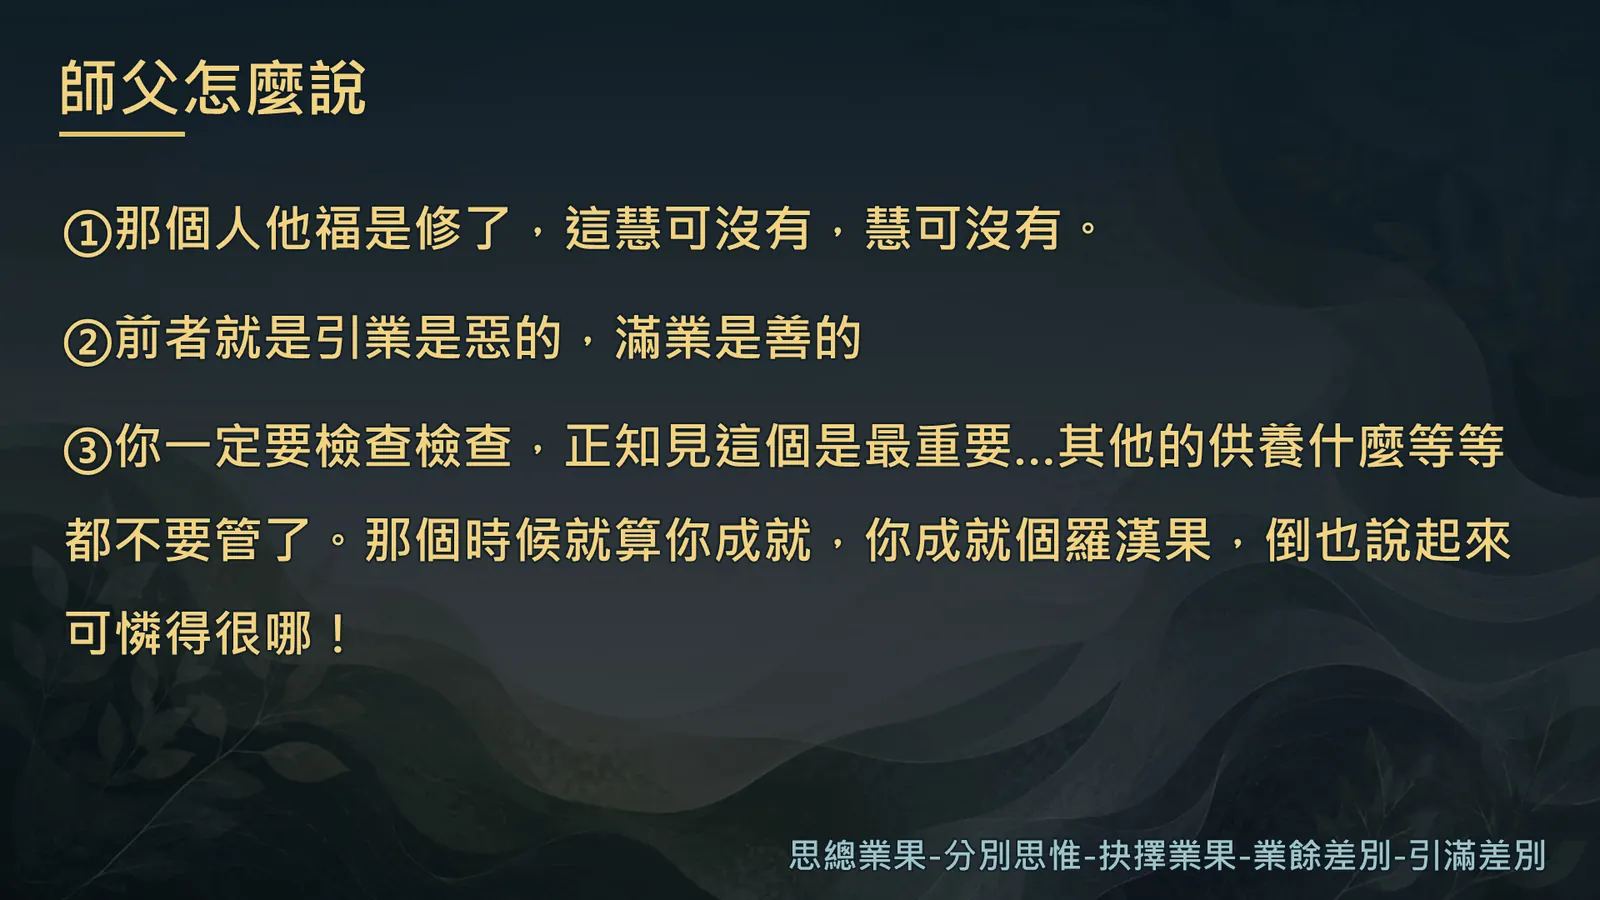 師父怎麼說
①那個人他福是修了，這慧可沒有，慧可沒有。
②前者就是引業是惡的，滿業是善的
③你一定要檢查檢查，正知見這個是最重要...其他的供養什麼等等
都不要管了。那個時候就算你成就，你成就個羅漢果，倒也說起來
可憐得很哪！
思總業果-分別思惟-抉擇業果-業餘差別-引滿差別